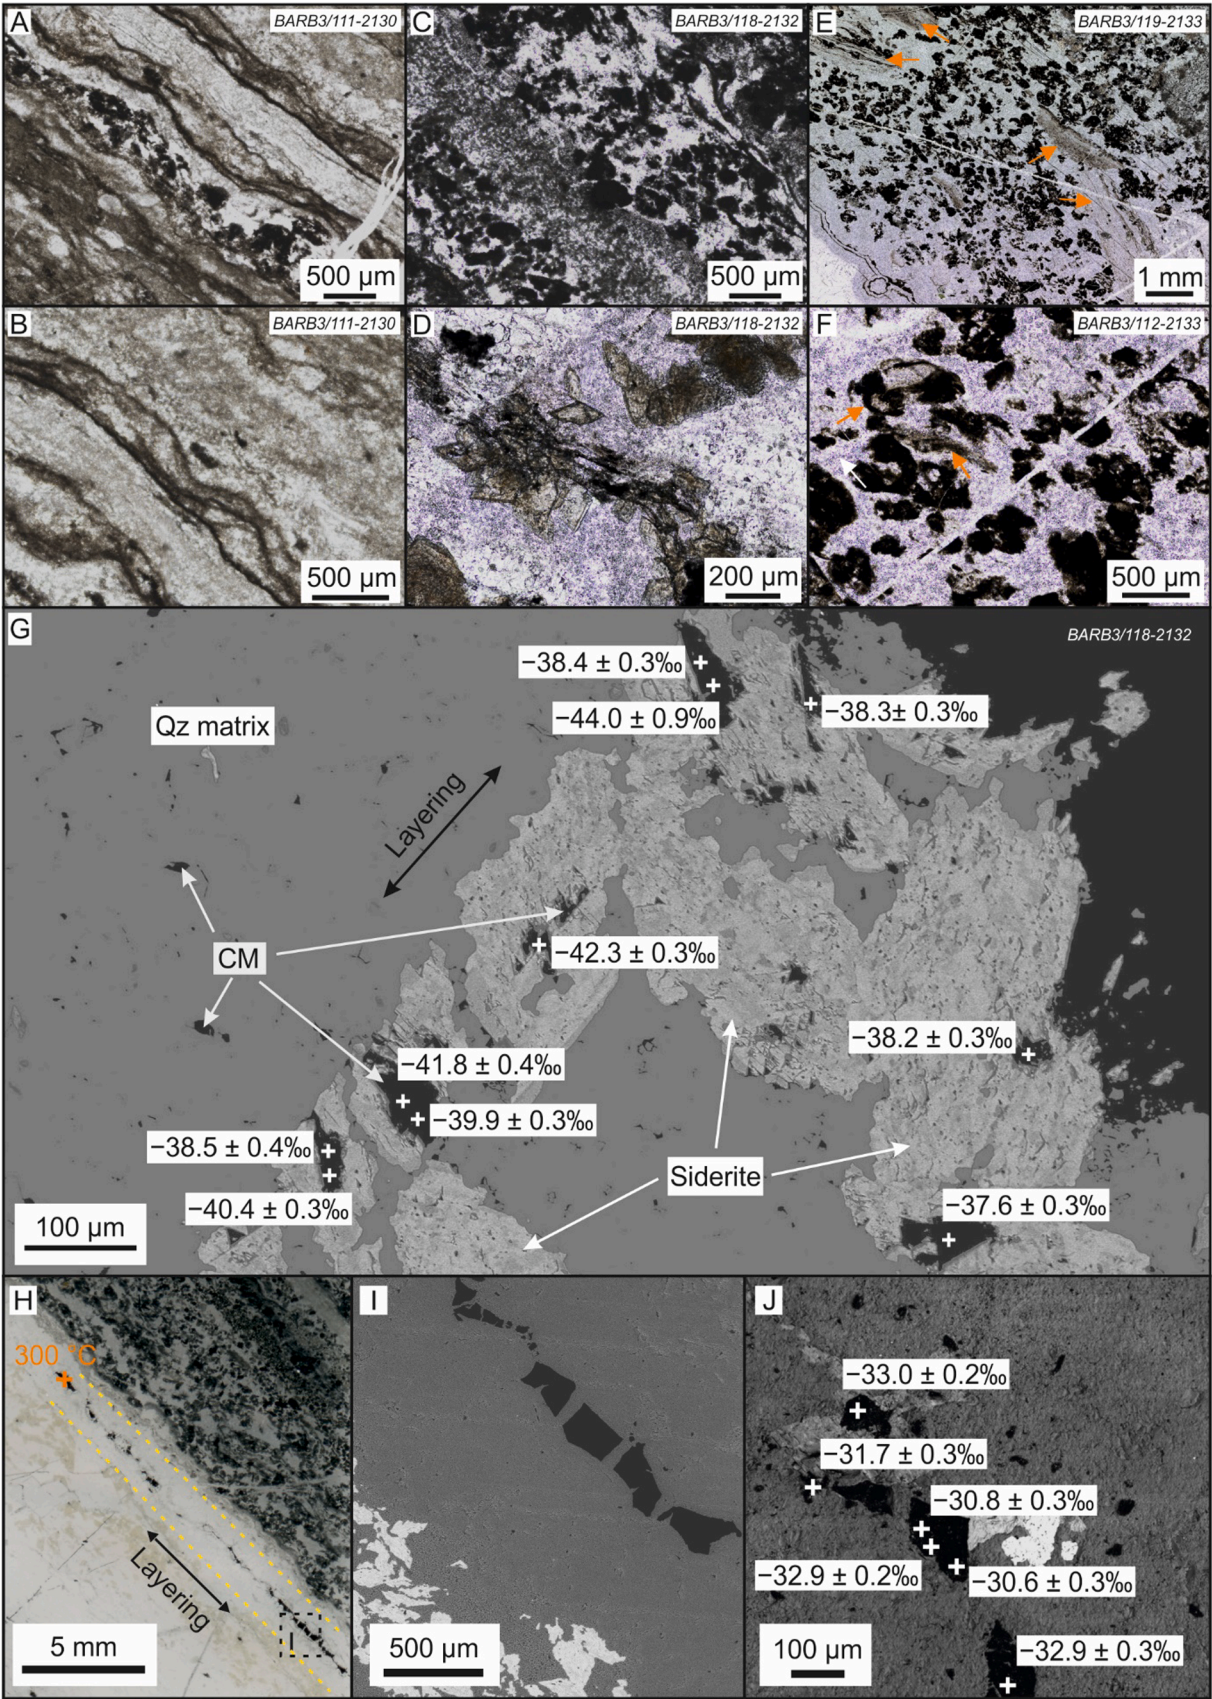 A
BARB3/111-2130
500 µm
C
BARB3/118-2132
500 µm
E
BARB3/119-2133
1 mm
B
BARB3/111-2130
500 µm
D
BARB3/118-2132
200 µm
F
BARB3/112-2133
500 µm
G
BARB3/118-2132
−38.4 ± 0.3‰
−44.0 ± 0.9‰
−38.3± 0.3‰
Qz matrix
Layering
CM
−42.3 ± 0.3‰
−38.2 ± 0.3‰
−41.8 ± 0.4‰
−39.9 ± 0.3‰
−38.5 ± 0.4‰
−40.4 ± 0.3‰
Siderite
−37.6 ± 0.3‰
100 µm
H
300 °C
Layering
I
5 mm
I
500 µm
J
−33.0 ± 0.2‰
−31.7 ± 0.3‰
−30.8 ± 0.3‰
−32.9 ± 0.2‰
−30.6 ± 0.3‰
−32.9 ± 0.3‰
100 µm